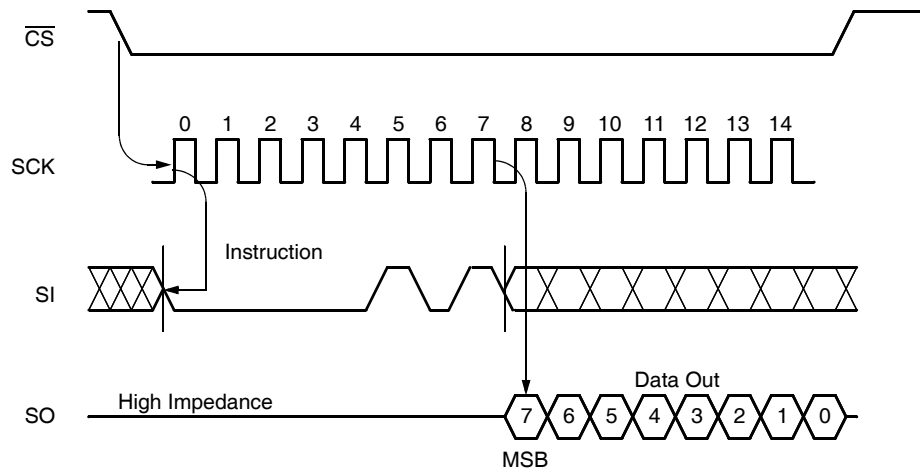 CS
0 1 2 3 4 5 6 7 8 9 10 11 12 13 14
SCK
Instruction
SI
Data Out
High Impedance
SO
7 6 5 4 3 2 1 0
MSB